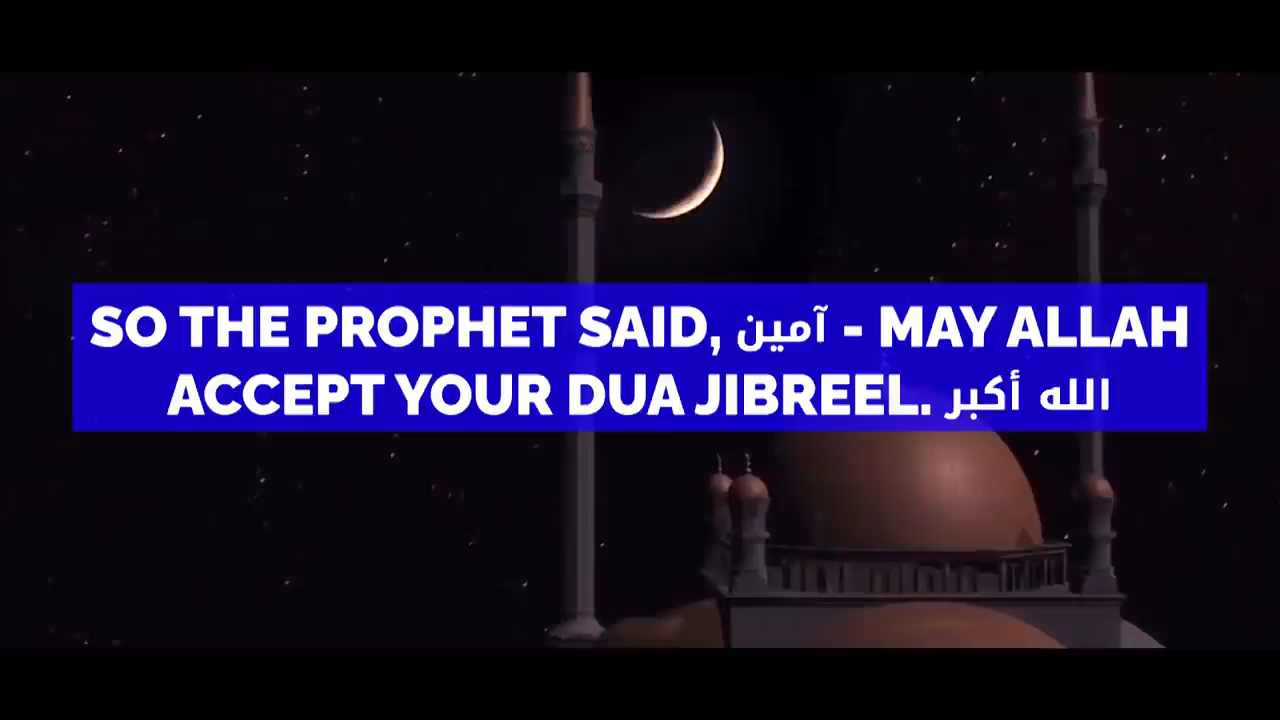 SO THE PROPHET SAID, آمين - MAY ALLAH
ACCEPT YOUR DUA JIBREEL. الله أكبر